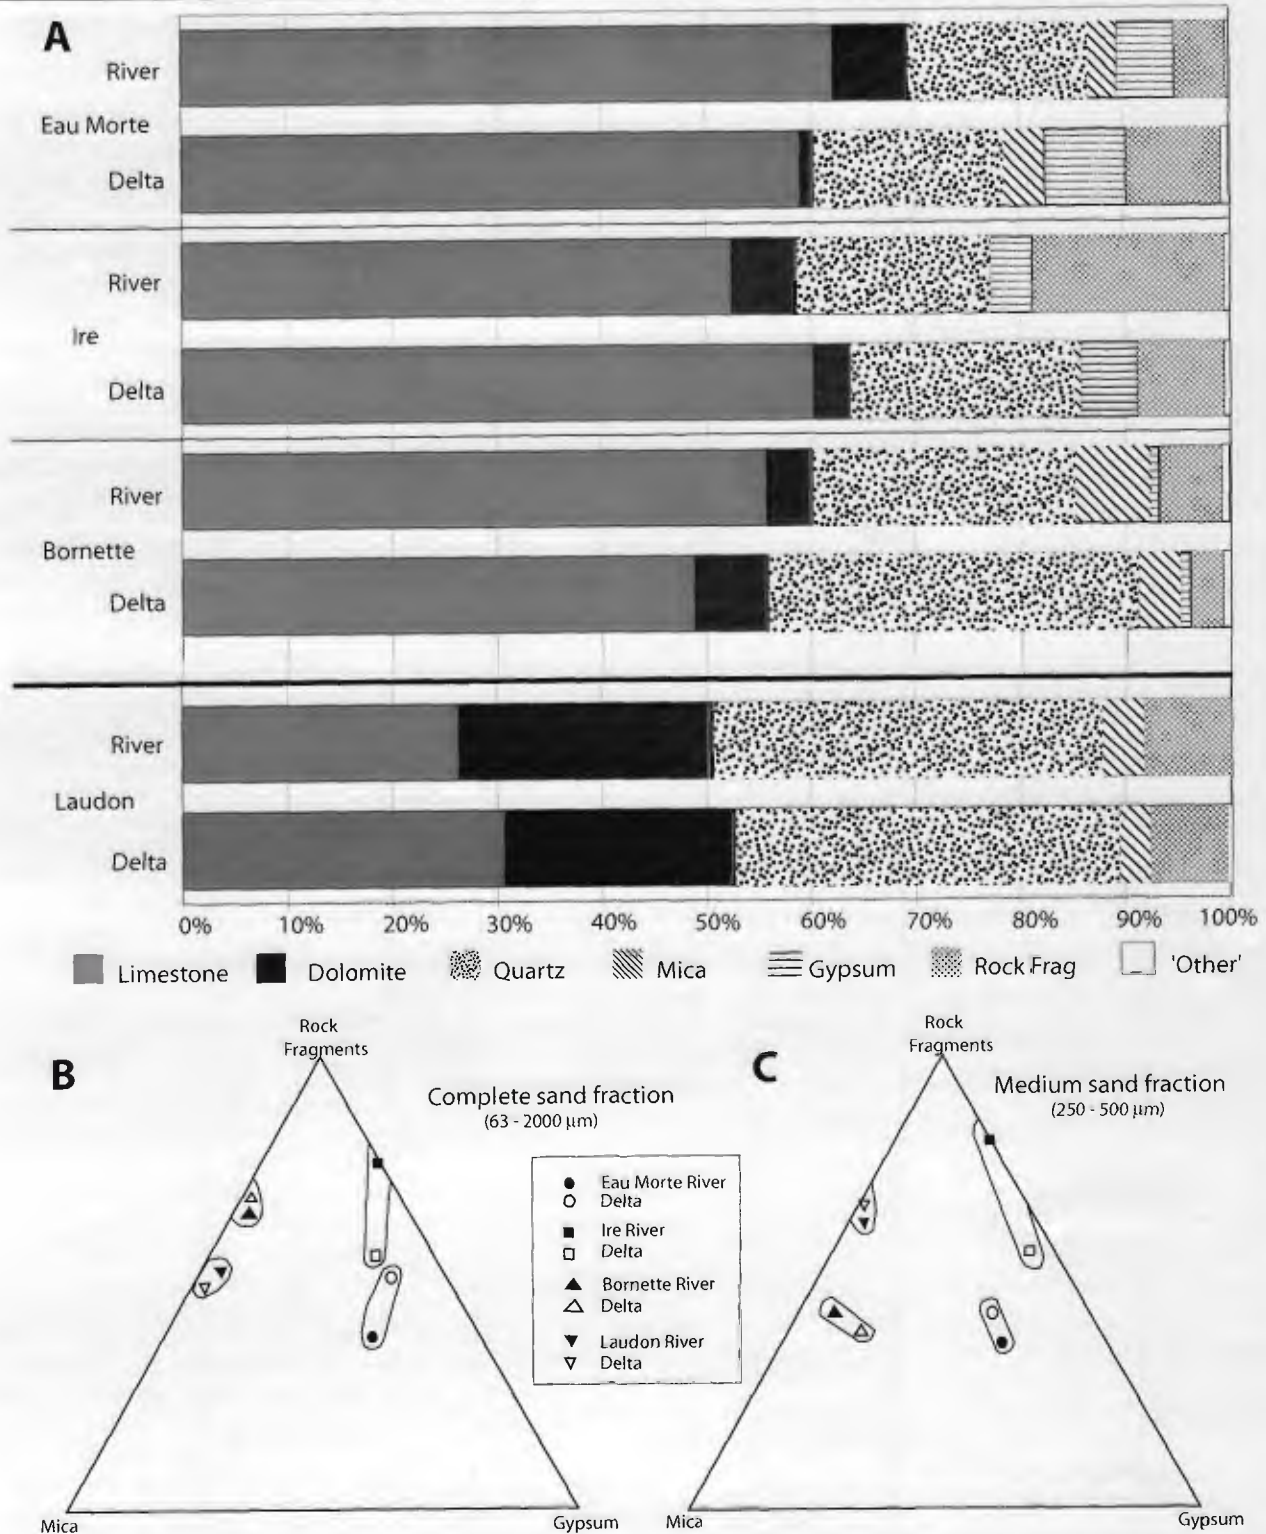 A
River
Eau Morte
Delta
River
Ire
Delta
River
Bornette
Delta
River
Laudon
Delta
0% 10% 20% 30% 40% 50% 60% 70% 80% 90% 100%
Limestone Dolomite Quartz Mica Gypsum Rock Frag 'Other'
B
Rock
Fragments
Complete sand fraction
(63 - 2000 µm)
Mica Gypsum
Eau Morte River
Delta
Ire River
Delta
Bornette River
Delta
Laudon River
Delta
C
Rock
Fragments
Medium sand fraction
(250 - 500 µm)
Mica Gypsum